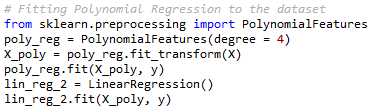 # Fitting Polynomial Regression to the dataset
from sklearn.preprocessing import PolynomialFeatures
poly_reg = PolynomialFeatures(degree = 4)
X_poly = poly_reg.fit_transform(X)
poly_reg.fit(X_poly, y)
lin_reg_2 = LinearRegression()
lin_reg_2.fit(X_poly, y)